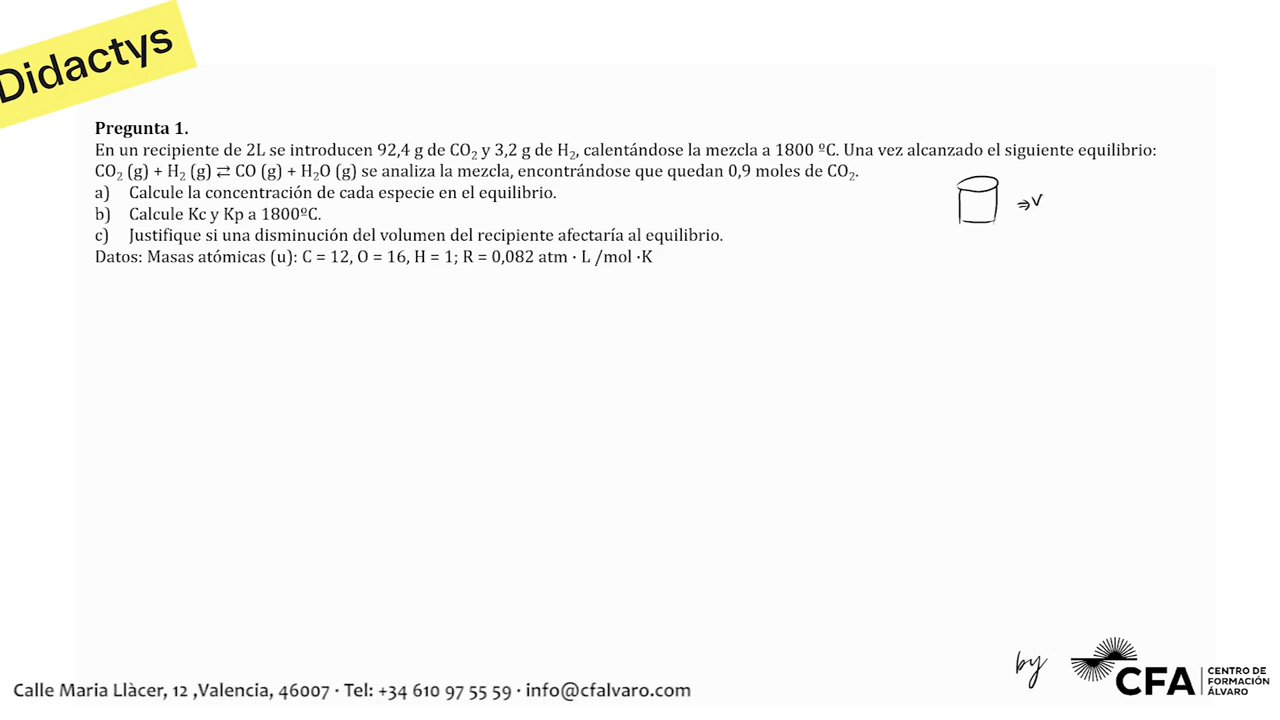 Didactys
Pregunta 1.
En un recipiente de 2L se introducen 92,4 g de CO₂ y 3,2 g de H₂, calentándose la mezcla a 1800 ºC. Una vez alcanzado el siguiente equilibrio:
CO₂ (g) + H₂ (g) ⇄ CO (g) + H₂O (g) se analiza la mezcla, encontrándose que quedan 0,9 moles de CO₂.
a) Calcule la concentración de cada especie en el equilibrio.
b) Calcule Kc y Kp a 1800ºC.
c) Justifique si una disminución del volumen del recipiente afectaría al equilibrio.
Datos: Masas atómicas (u): C = 12, O = 16, H = 1; R = 0,082 atm · L /mol ·K
⇒ V
by
CFA
CENTRO DE
FORMACIÓN
ÁLVARO
Calle Maria Llàcer, 12 ,Valencia, 46007 · Tel: +34 610 97 55 59 · info@cfalvaro.com